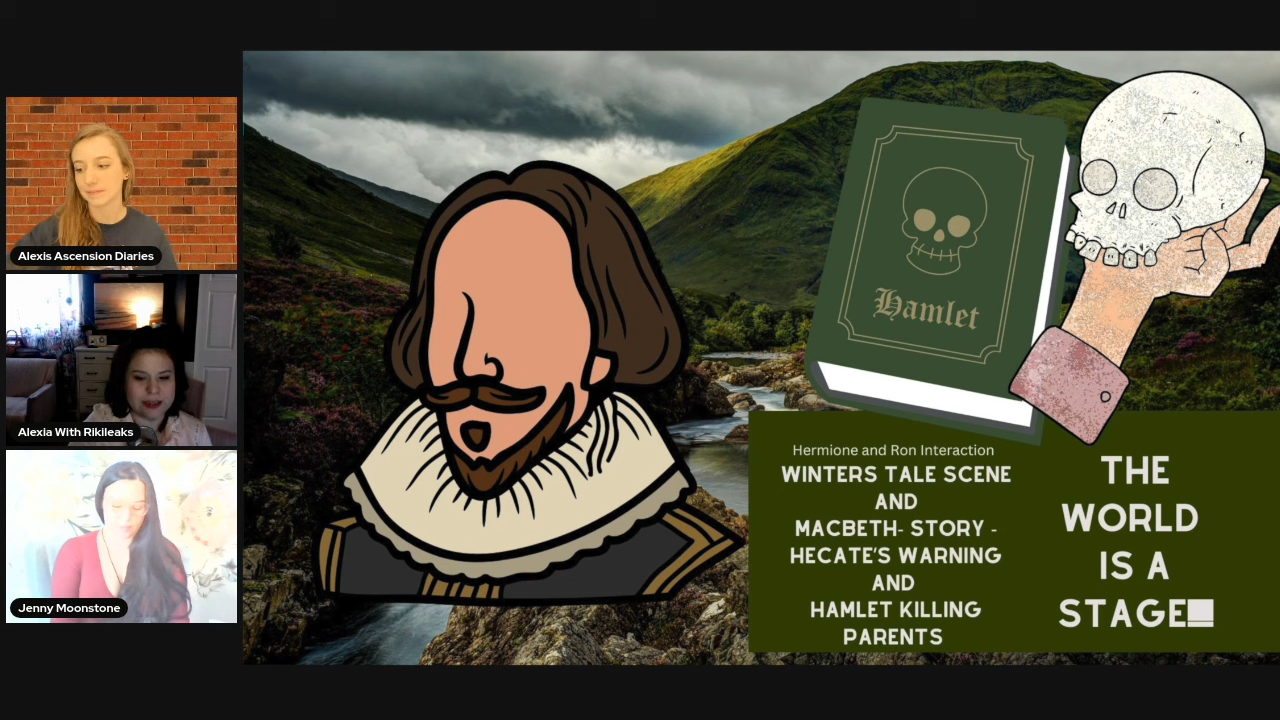 Alexis Ascension Diaries
Alexia With Rikileaks
Jenny Moonstone
Hamlet
Hermione and Ron Interaction
WINTERS TALE SCENE
AND
MACBETH- STORY -
HECATE'S WARNING
AND
HAMLET KILLING
PARENTS
THE
WORLD
IS A
STAGE